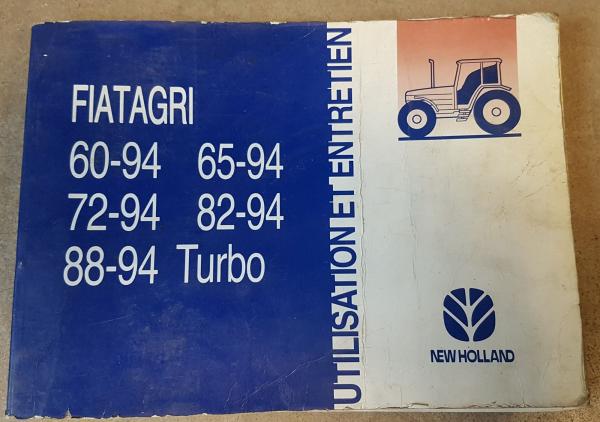 FIATAGRI
60-94 65-94
72-94 82-94
88-94 Turbo
UTILISATION ET ENTRETIEN
NEW HOLLAND